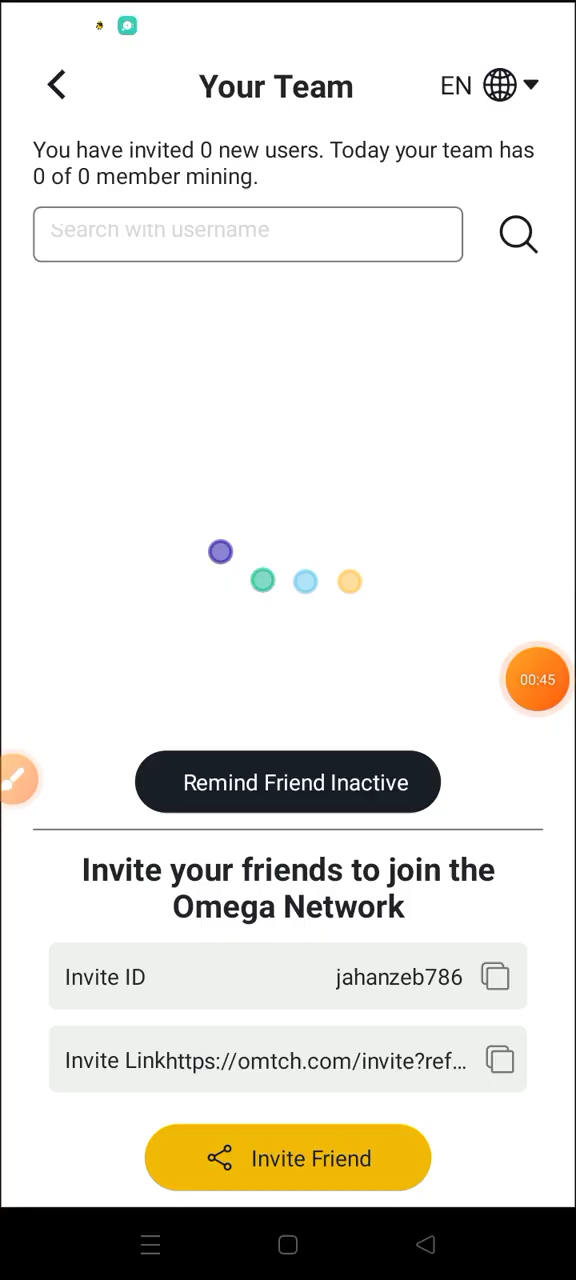 Your Team
EN
You have invited 0 new users. Today your team has
0 of 0 member mining.
Search with username
00:45
Remind Friend Inactive
Invite your friends to join the
Omega Network
Invite ID jahanzeb786
Invite Linkhttps://omtch.com/invite?ref...
Invite Friend